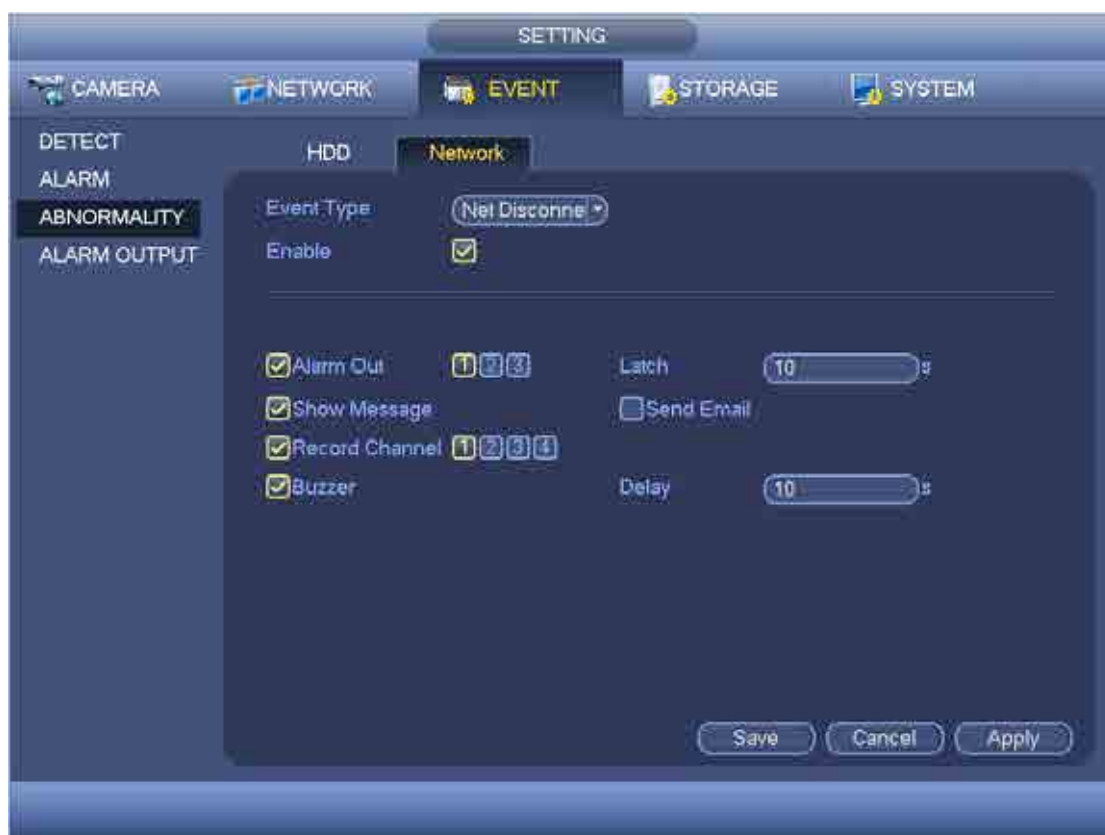 SETTING
CAMERA NETWORK EVENT STORAGE SYSTEM
DETECT
ALARM
ABNORMALITY
ALARM OUTPUT
HDD Network
Event Type Net Disconne
Enable
Alarm Out 1 2 3 Latch 10 s
Show Message Send Email
Record Channel 1 2 3 4
Buzzer Delay 10 s
Save Cancel Apply